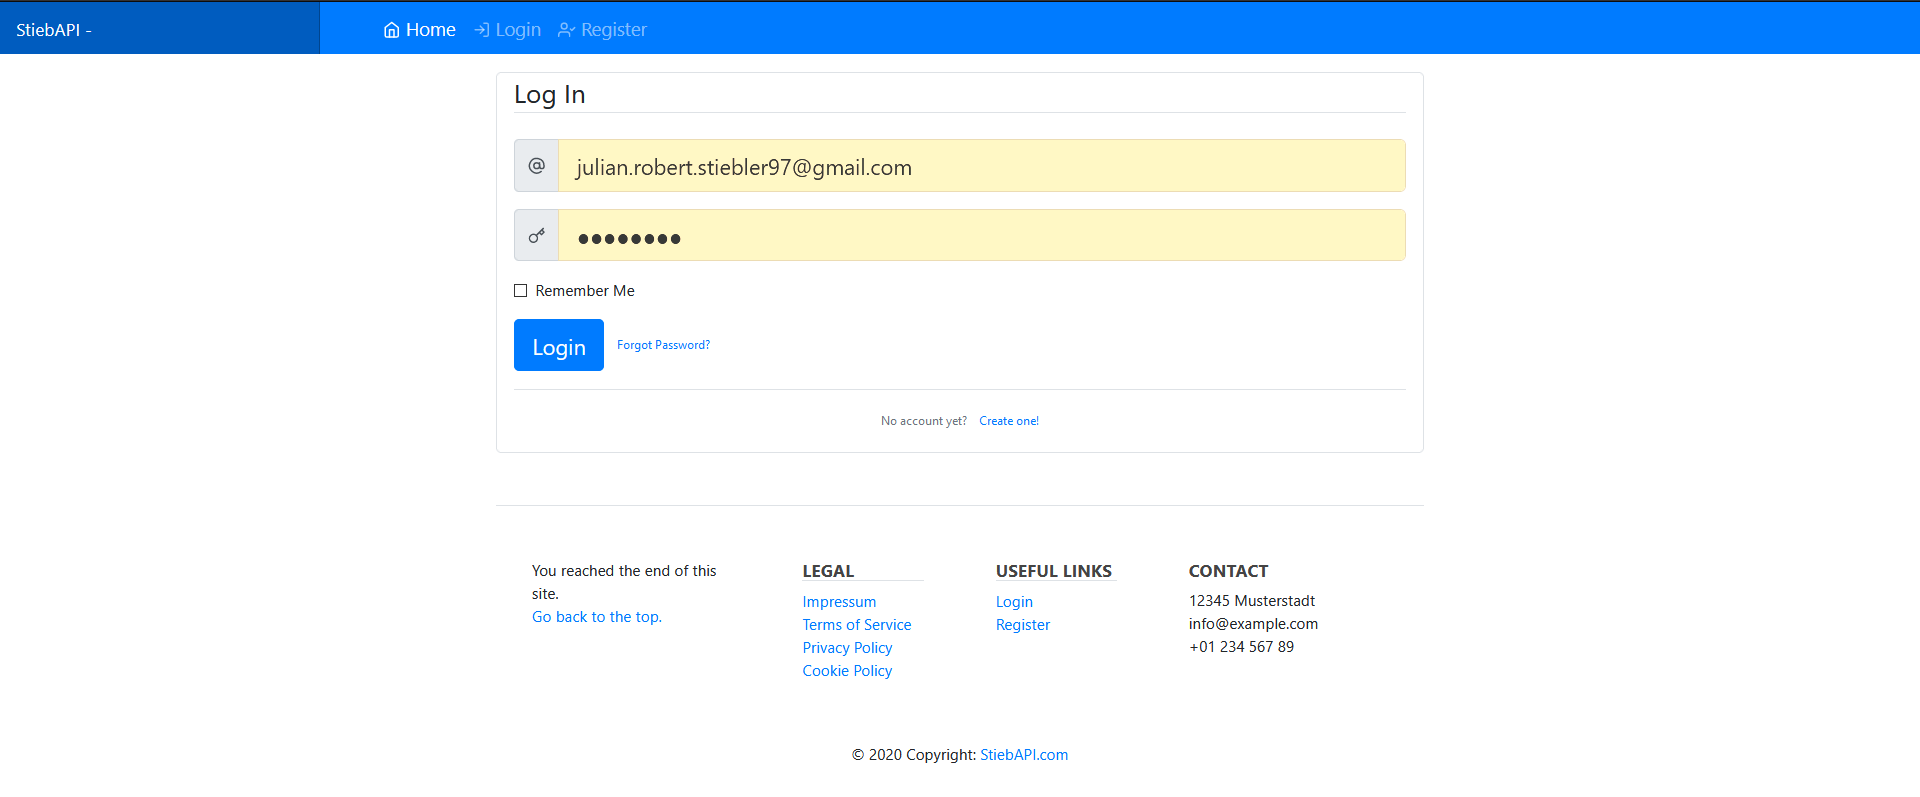 StiebAPI -
Home Login Register
Log In
@ julian.robert.stiebler97@gmail.com
●●●●●●●●
Remember Me
Login Forgot Password?
No account yet? Create one!
You reached the end of this
site.
Go back to the top.
LEGAL
Impressum
Terms of Service
Privacy Policy
Cookie Policy
USEFUL LINKS
Login
Register
CONTACT
12345 Musterstadt
info@example.com
+01 234 567 89
© 2020 Copyright: StiebAPI.com